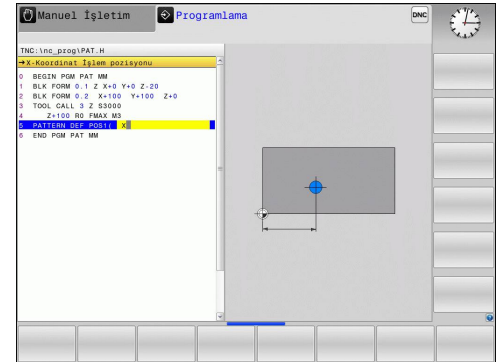 Manuel İşletim
Programlama
DNC
TNC:\nc_prog\PAT.H
→X-Koordinat İşlem pozisyonu
0 BEGIN PGM PAT MM
1 BLK FORM 0.1 Z X+0 Y+0 Z-20
2 BLK FORM 0.2 X+100 Y+100 Z+0
3 TOOL CALL 3 Z S3000
4 Z+100 R0 FMAX M3
5 PATTERN DEF POS1( X
6 END PGM PAT MM